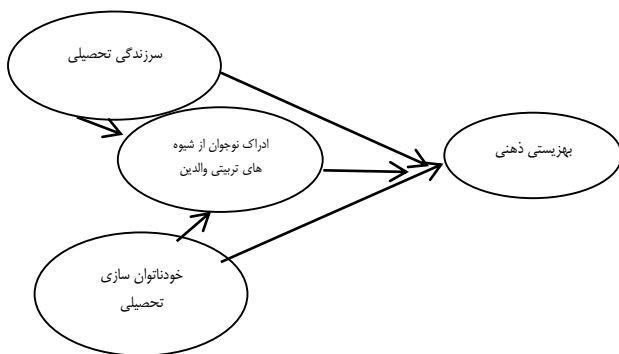 سرزندگی تحصیلی
ادراک نوجوان از شیوه
های تربیتی والدین
بهزیستی ذهنی
خودناتوان سازی
تحصیلی